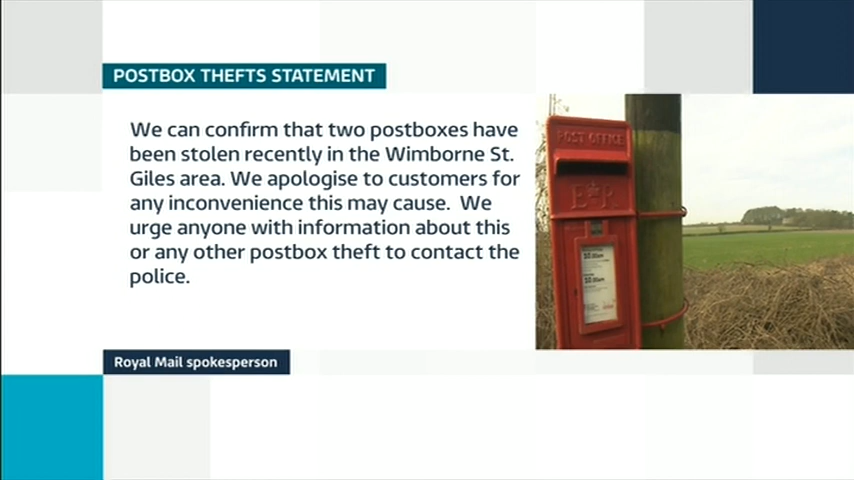 POSTBOX THEFTS STATEMENT
We can confirm that two postboxes have
been stolen recently in the Wimborne St.
Giles area. We apologise to customers for
any inconvenience this may cause.  We
urge anyone with information about this
or any other postbox theft to contact the
police.
Royal Mail spokesperson
POST OFFICE
E R
10.00am